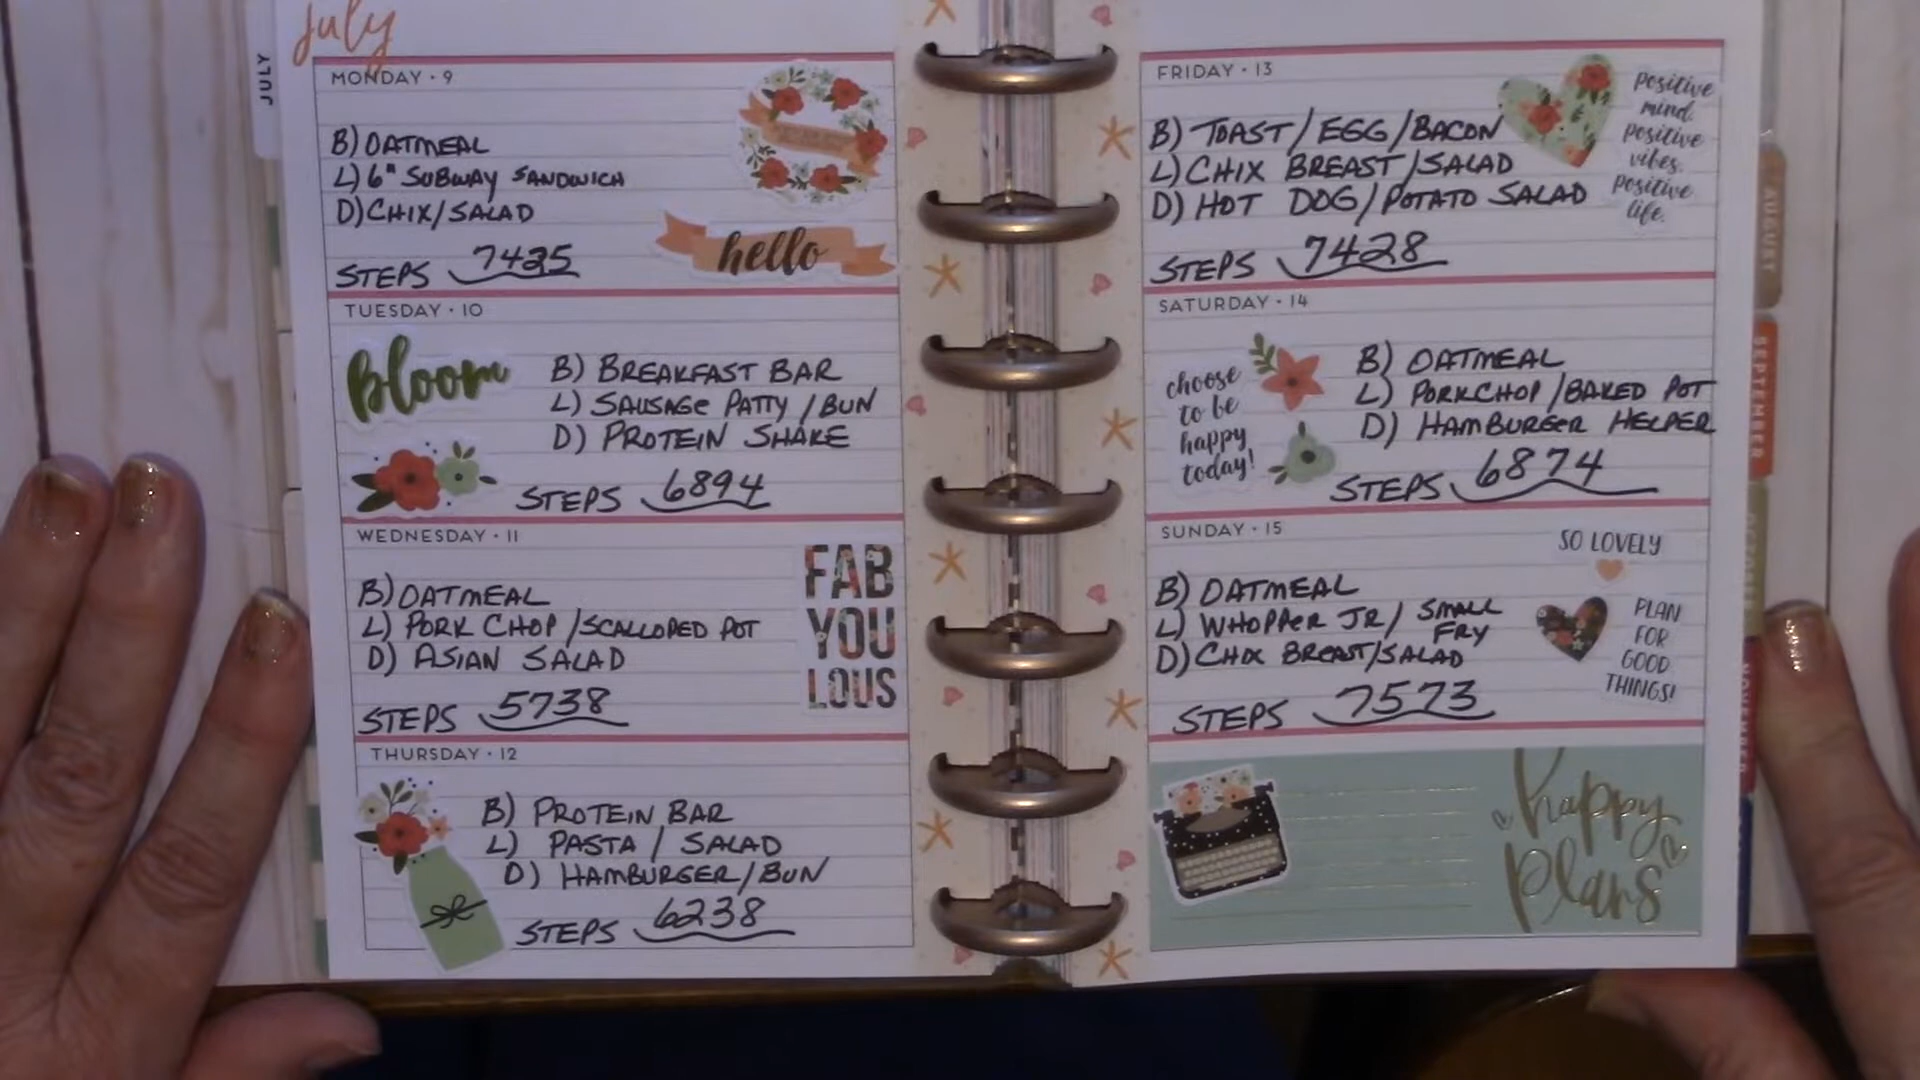 july
JULY
MONDAY • 9
B) OATMEAL
L) 6" SUBWAY SANDWICH
D) CHIX/SALAD
STEPS 7425
hello
TUESDAY • 10
bloom
B) BREAKFAST BAR
L) SAUSAGE PATTY / BUN
D) PROTEIN SHAKE
STEPS 6894
WEDNESDAY • 11
B) OATMEAL
L) PORK CHOP / SCALLOPED POT
D) ASIAN SALAD
STEPS 5738
FAB
YOU
LOUS
THURSDAY • 12
B) PROTEIN BAR
L) PASTA / SALAD
D) HAMBURGER / BUN
STEPS 6238
FRIDAY • 13
B) TOAST / EGG / BACON
L) CHIX BREAST / SALAD
D) HOT DOG / POTATO SALAD
STEPS 7428
positive
mind.
positive
vibes.
positive
life.
SATURDAY • 14
choose
to be
happy
today!
B) OATMEAL
L) PORKCHOP / BAKED POT
D) HAMBURGER HELPER
STEPS 6874
SUNDAY • 15
B) OATMEAL
L) WHOPPER JR / SMALL
FRY
D) CHIX BREAST/SALAD
STEPS 7573
SO LOVELY
PLAN
FOR
GOOD
THINGS!
happy
plans
AUGUST
SEPTEMBER